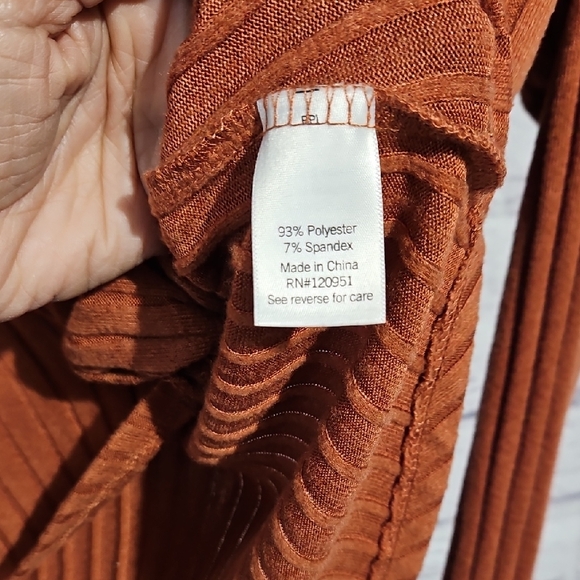 93% Polyester
7% Spandex
Made in China
RN#120951
See reverse for care